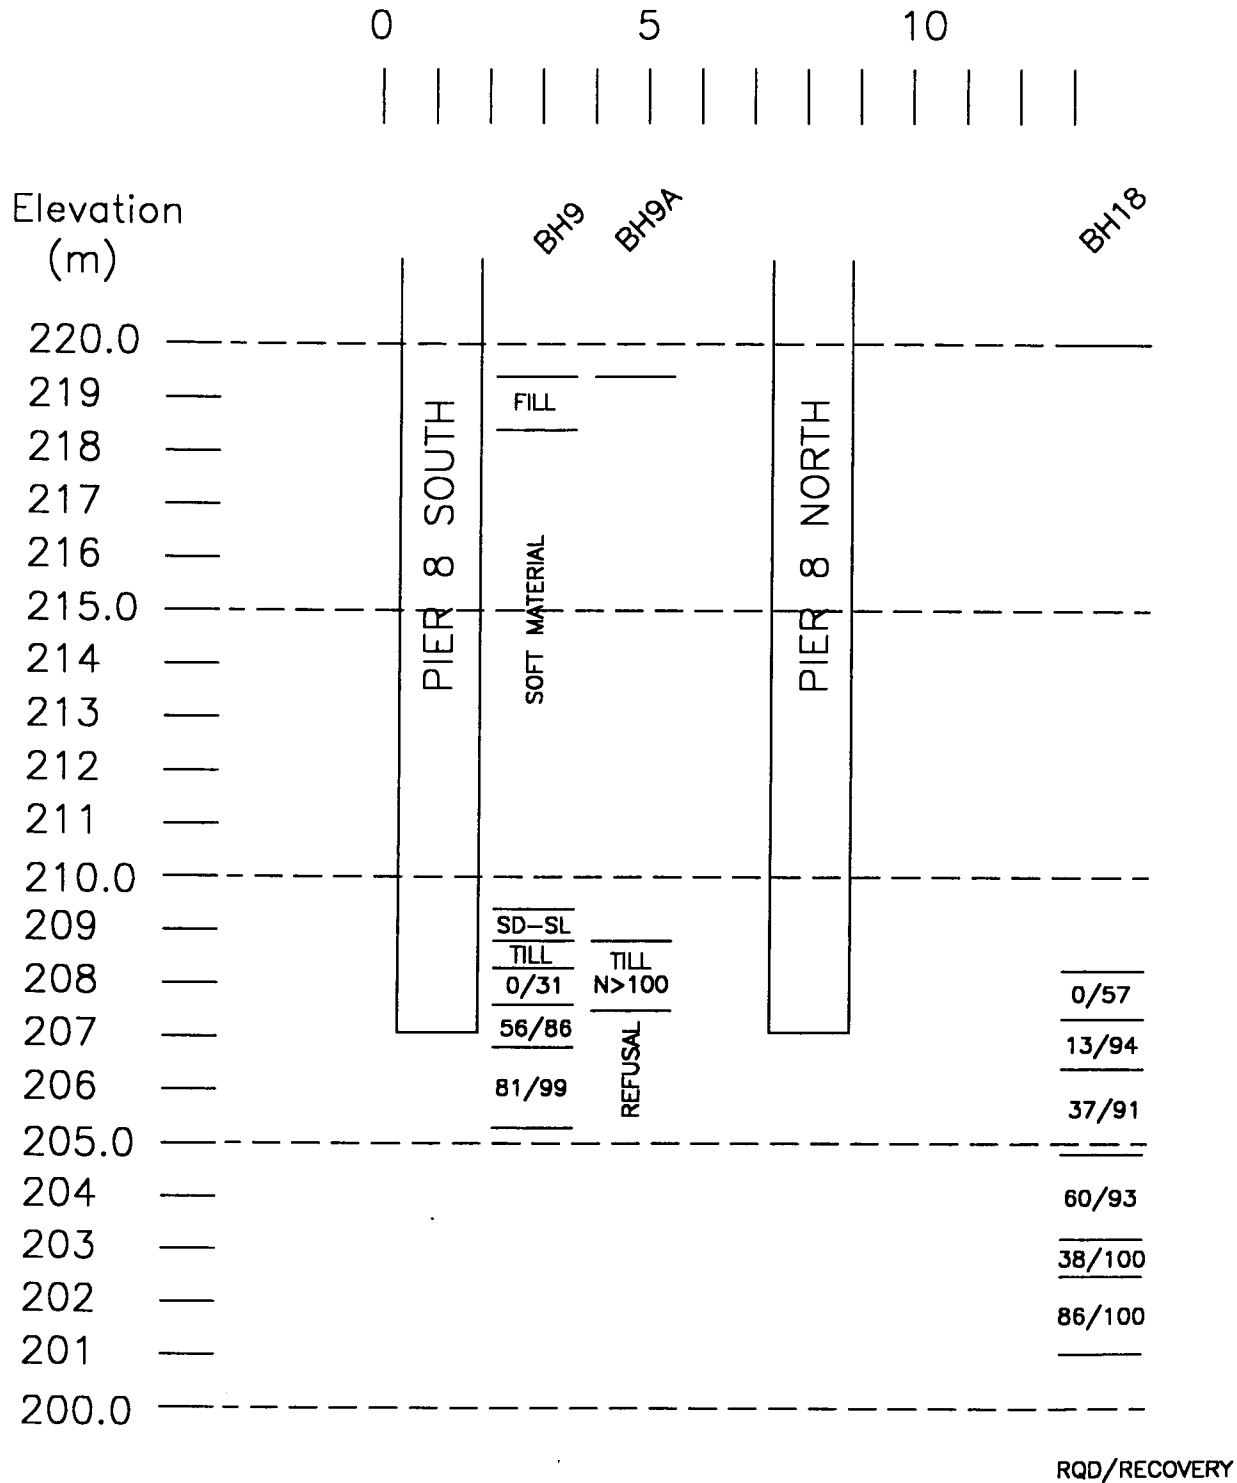 0 5 10
BH9 BH9A BH18
Elevation
(m)
220.0
219
FILL
218
217
216
215.0
214
213
212
211
210.0
209
208
207
206
205.0
204
203
202
201
200.0
PIER 8 SOUTH
SOFT MATERIAL
PIER 8 NORTH
SD-SL
TILL
0/31
56/86
81/99
TILL
N>100
REFUSAL
0/57
13/94
37/91
60/93
38/100
86/100
RQD/RECOVERY